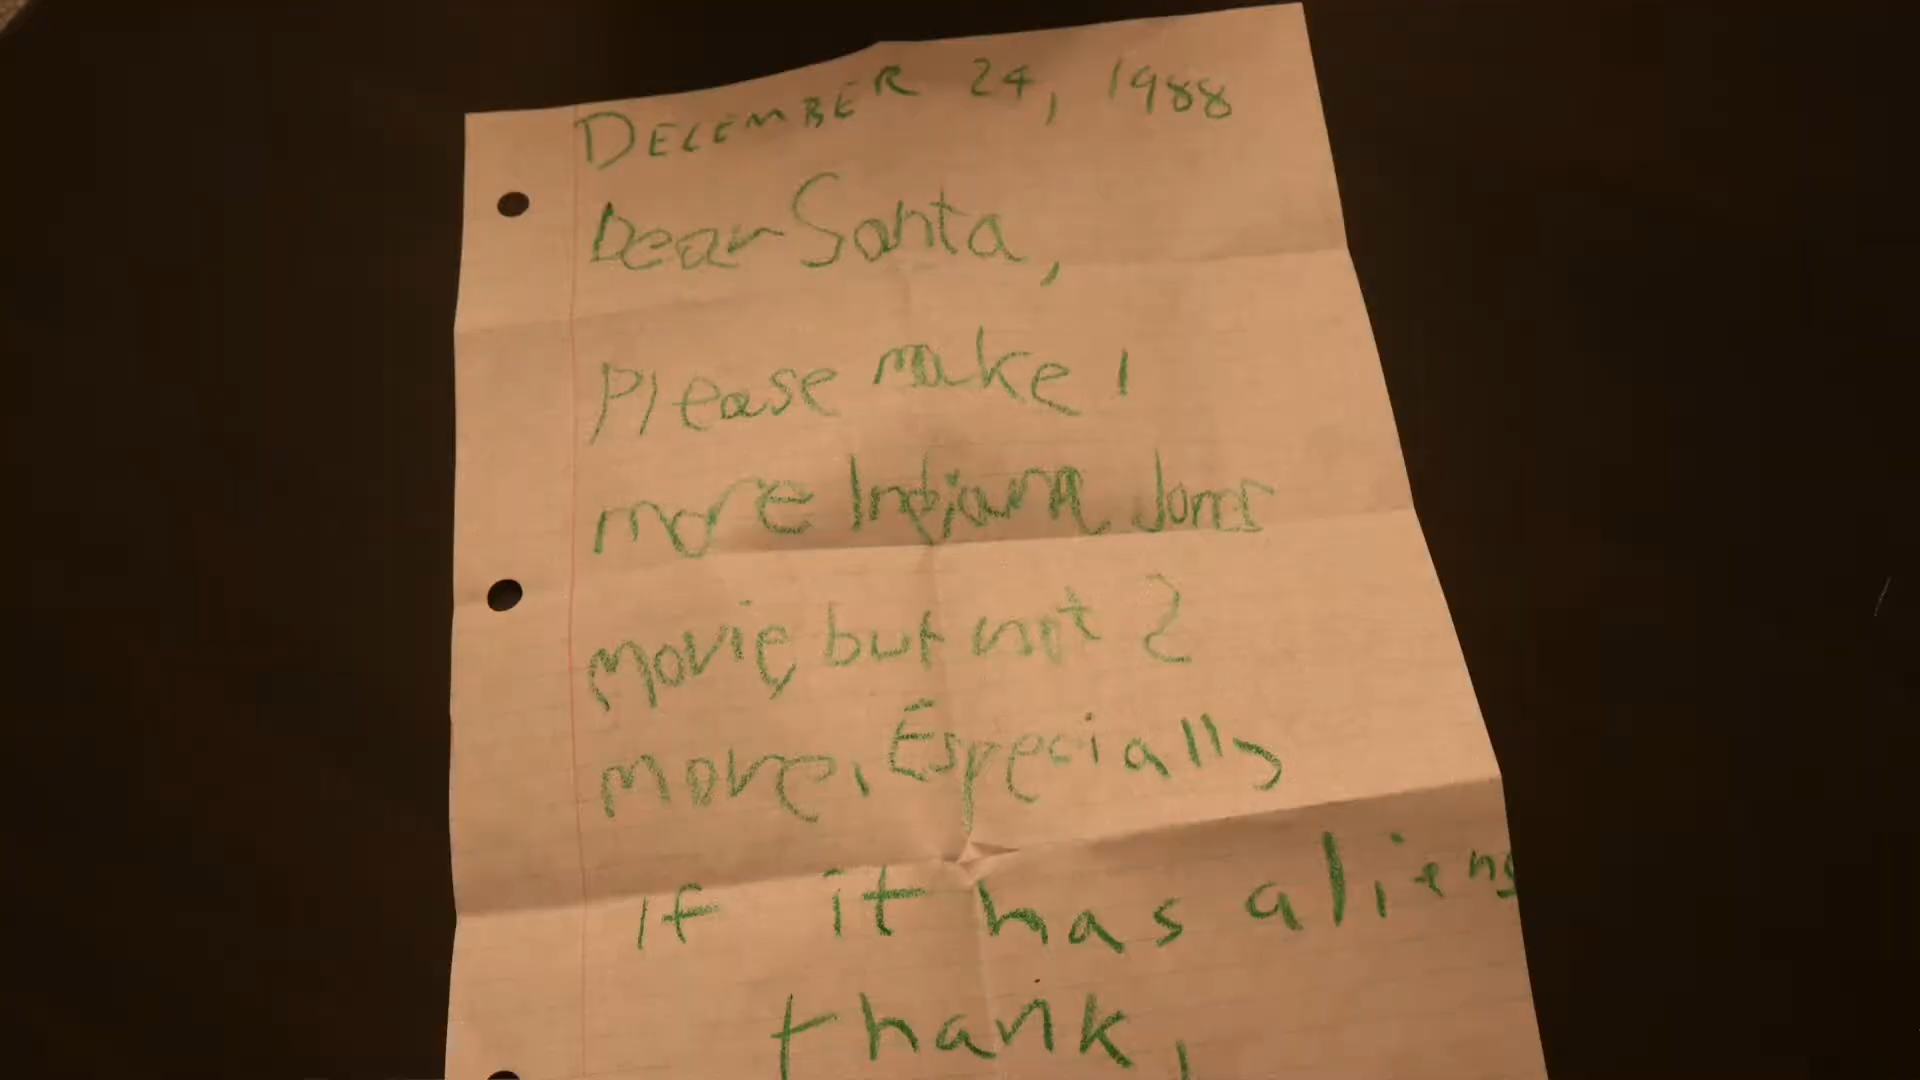 DECEMBER 24, 1988
Dear Santa,
Please make 1
more Indiana Jones
movie but not 2
more. Especially
if it has aliens
thank,